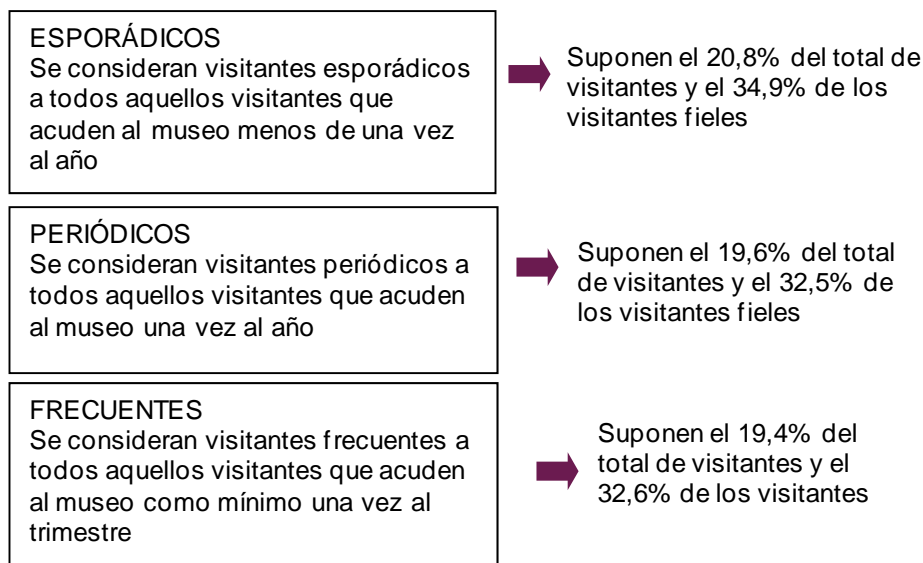 ESPORÁDICOS
Se consideran visitantes esporádicos
a todos aquellos visitantes que
acuden al museo menos de una vez
al año
Suponen el 20,8% del total de
visitantes y el 34,9% de los
visitantes fieles
PERIÓDICOS
Se consideran visitantes periódicos a
todos aquellos visitantes que acuden
al museo una vez al año
Suponen el 19,6% del total
de visitantes y el 32,5% de
los visitantes fieles
FRECUENTES
Se consideran visitantes frecuentes a
todos aquellos visitantes que acuden
al museo como mínimo una vez al
trimestre
Suponen el 19,4% del
total de visitantes y el
32,6% de los visitantes